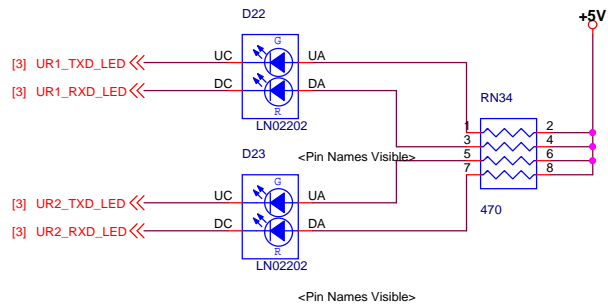 D22
+5V
G
[3] UR1_TXD_LED UC UA
[3] UR1_RXD_LED DC DA
R
LN02202
RN34
1 2
3 4
5 6
7 8
470
D23
<Pin Names Visible>
G
[3] UR2_TXD_LED UC UA
[3] UR2_RXD_LED DC DA
R
LN02202
<Pin Names Visible>